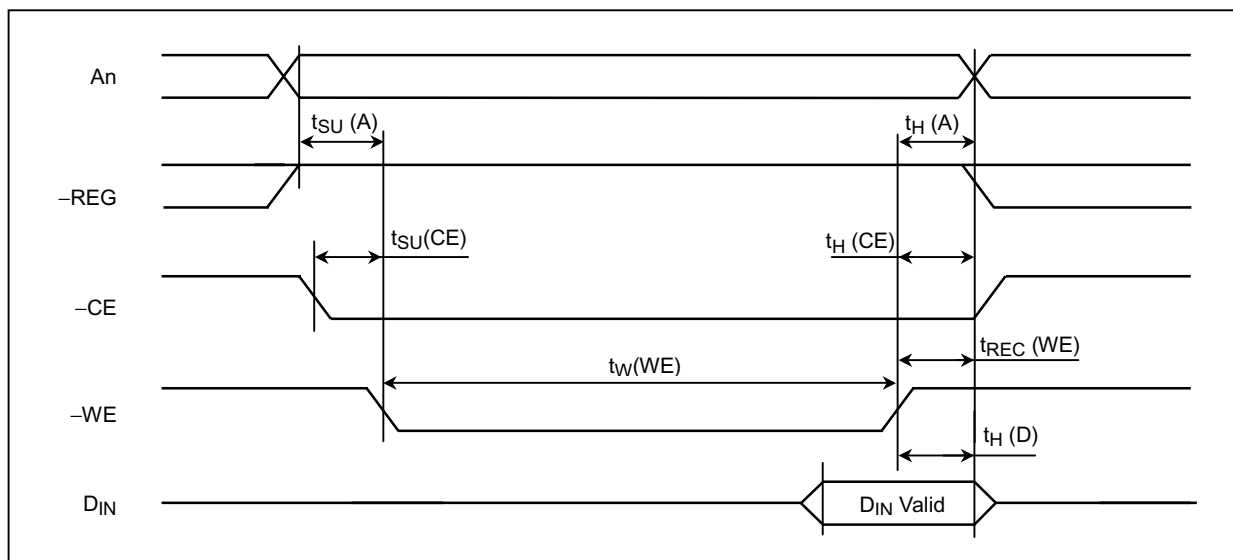 An
tSU (A)
tH (A)
−REG
tSU(CE)
tH (CE)
−CE
tREC (WE)
tW(WE)
−WE
tH (D)
DIN
DIN Valid